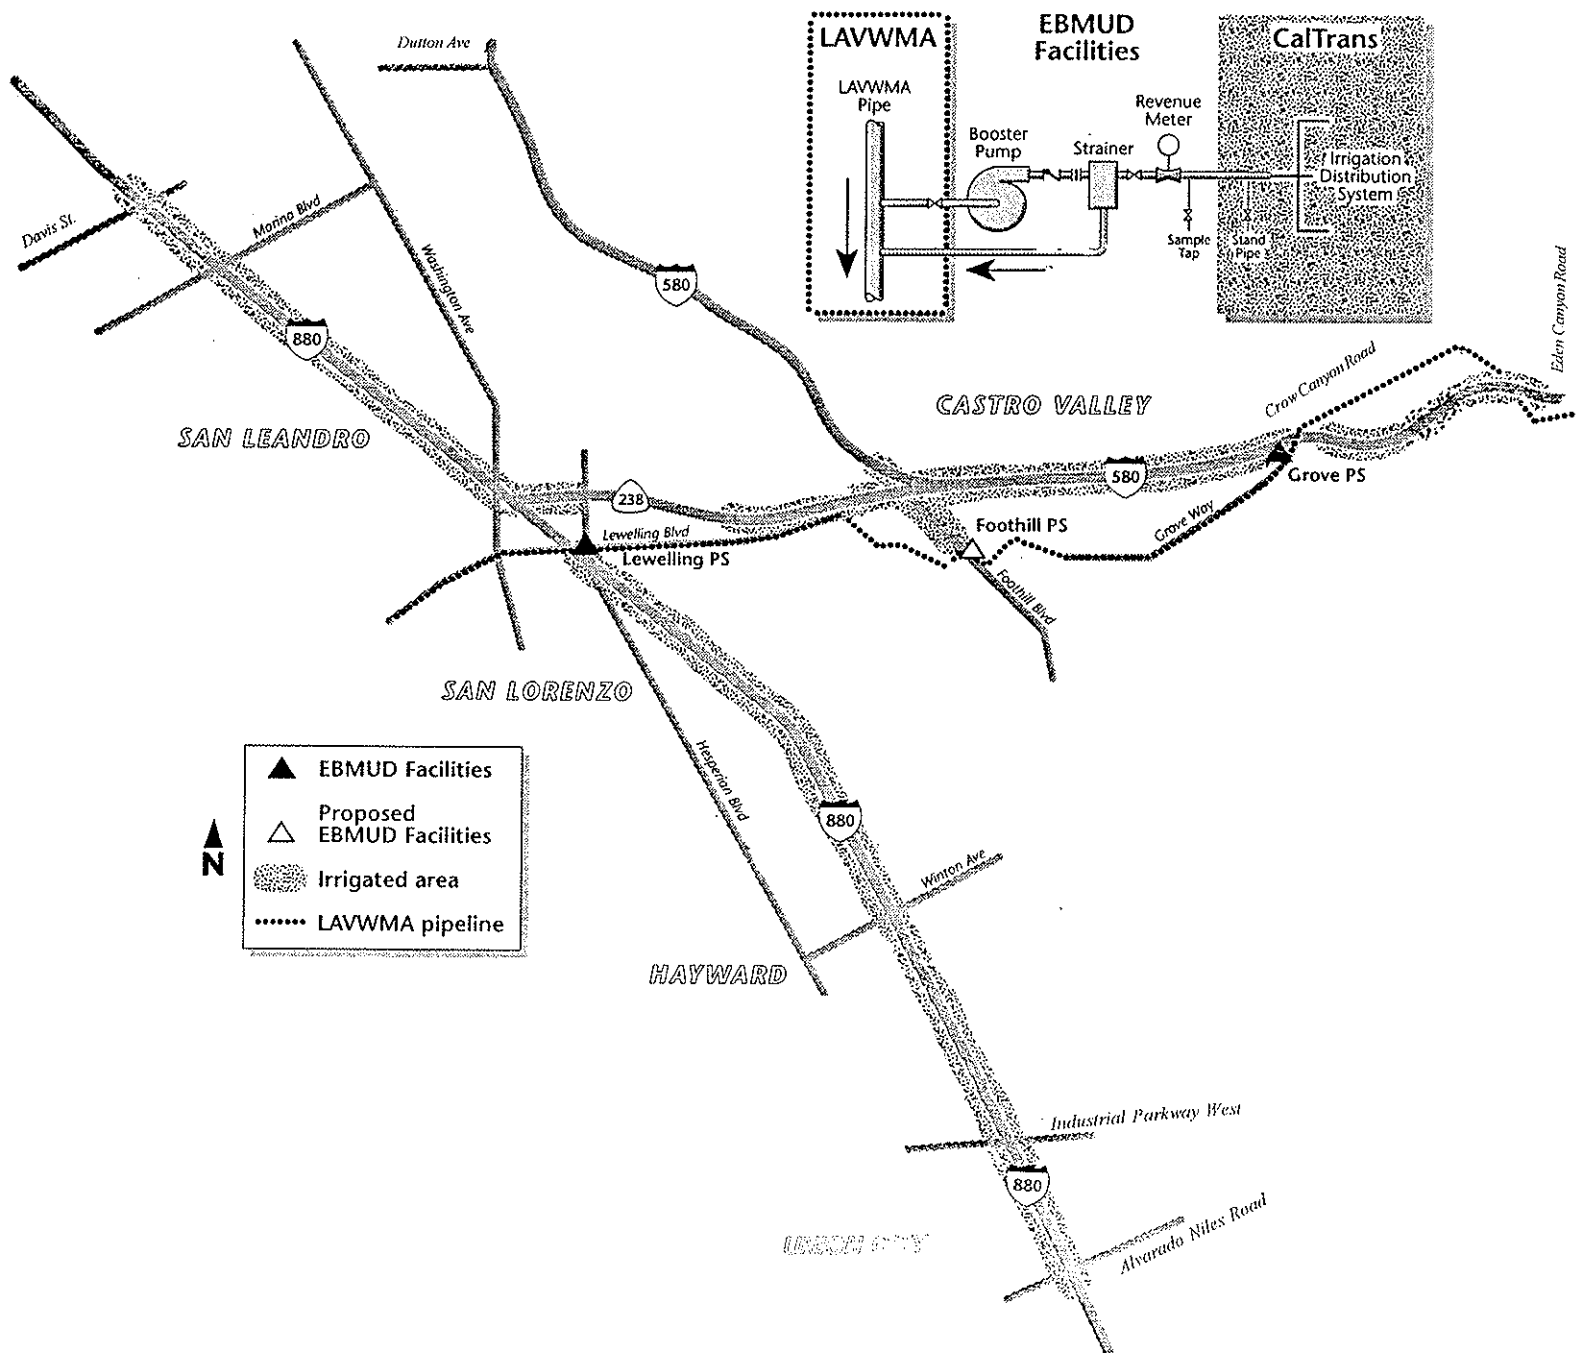 Dutton Ave
LAVWMA
EBMUD
Facilities
CalTrans
LAVWMA
Pipe
Booster
Pump
Strainer
Revenue
Meter
Irrigation
Distribution
System
Sample
Tap
Stand
Pipe
Davis St.
Marina Blvd
Washington Ave
580
880
Eden Canyon Road
Crow Canyon Road
CASTRO VALLEY
SAN LEANDRO
580
Grove PS
238
Foothill PS
Grove Way
Lewelling Blvd
Lewelling PS
Foothill Blvd
SAN LORENZO
Hesperian Blvd
EBMUD Facilities
Proposed
EBMUD Facilities
Irrigated area
LAVWMA pipeline
N
880
Winton Ave
HAYWARD
Industrial Parkway West
880
Alvarado Niles Road
UNION CITY